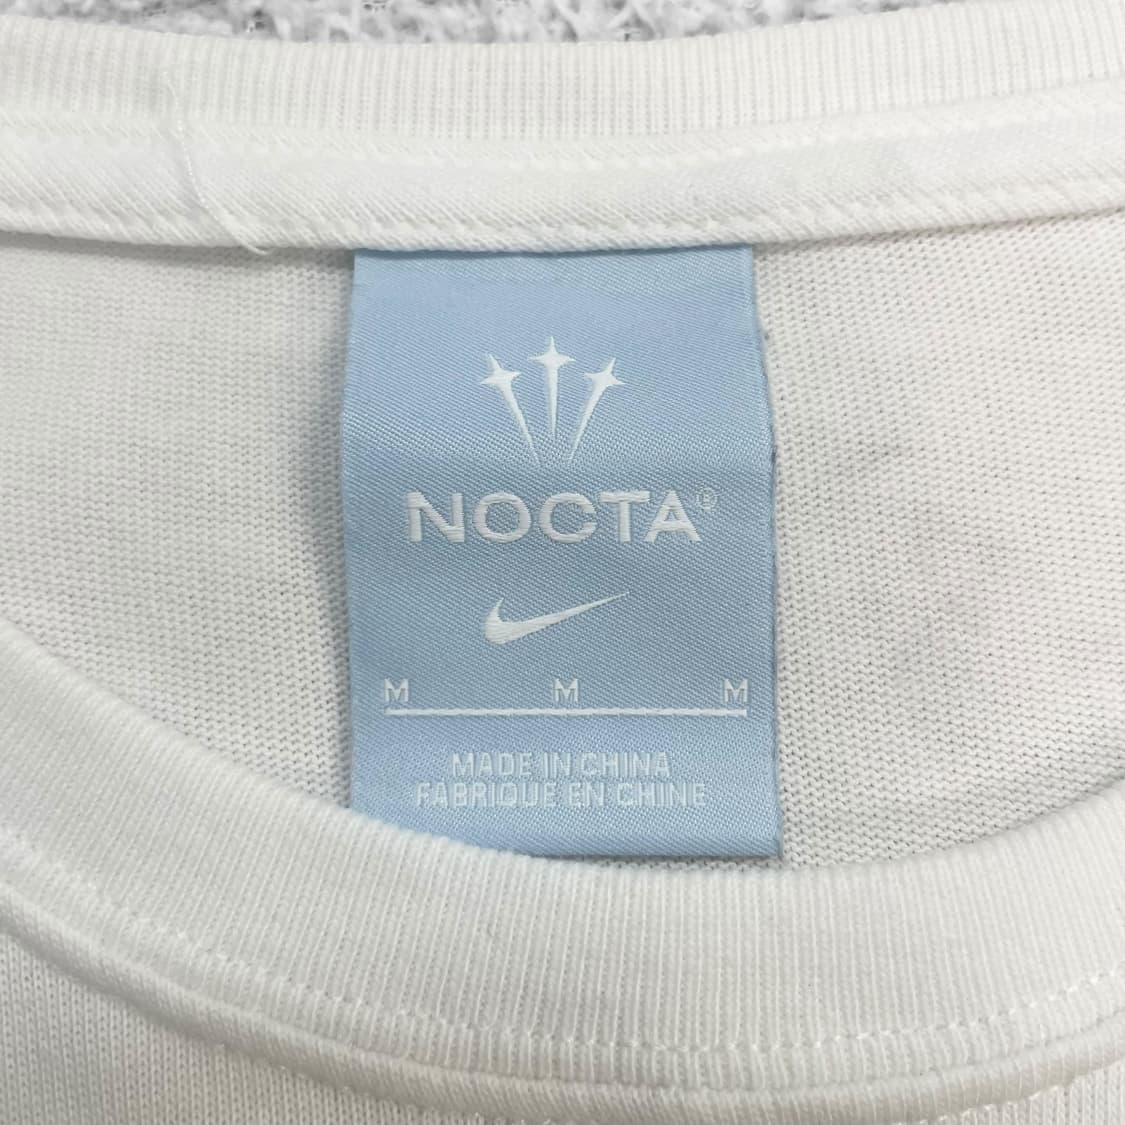 NOCTA®
M M M
MADE IN CHINA
FABRIQUE EN CHINE